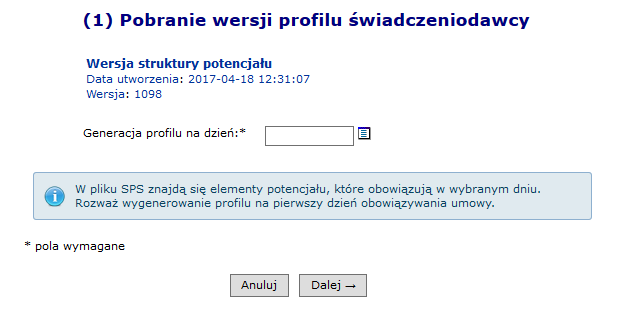 (1) Pobranie wersji profilu świadczeniodawcy
Wersja struktury potencjału
Data utworzenia: 2017-04-18 12:31:07
Wersja: 1098
Generacja profilu na dzień:*
W pliku SPS znajdą się elementy potencjału, które obowiązują w wybranym dniu.
Rozważ wygenerowanie profilu na pierwszy dzień obowiązywania umowy.
* pola wymagane
Anuluj
Dalej →